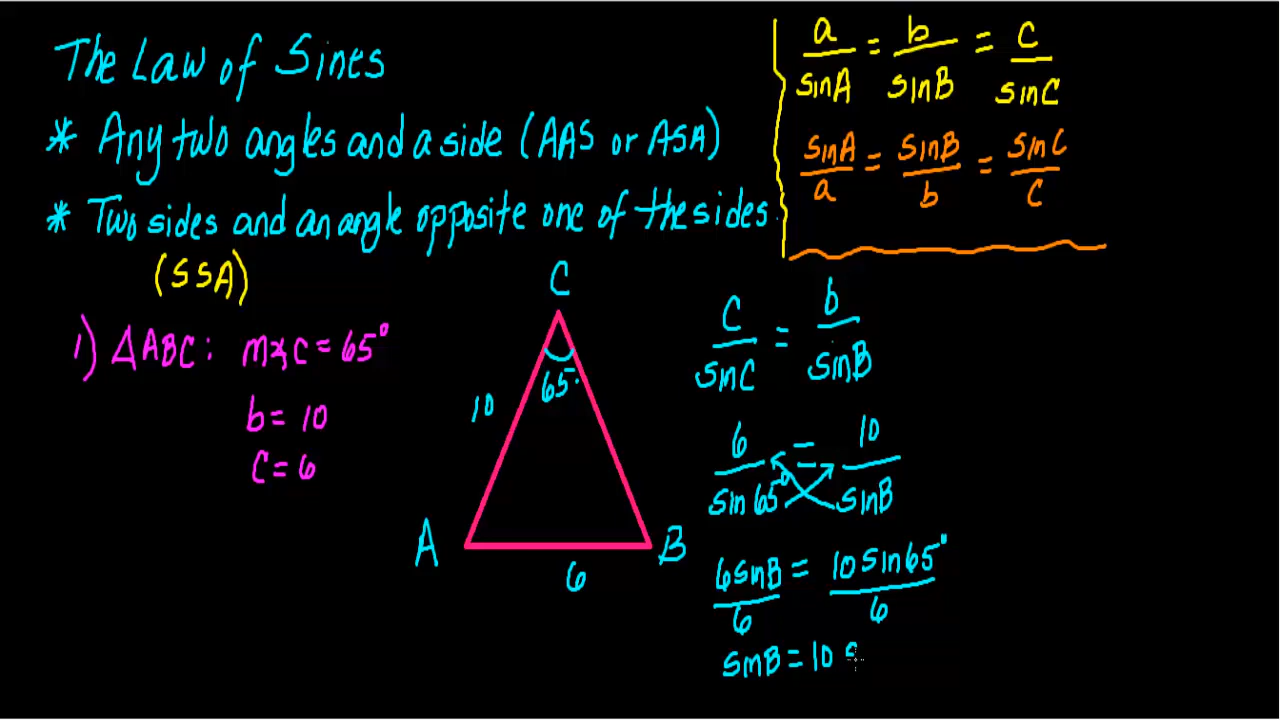 The Law of Sines
* Any two angles and a side (AAS or ASA)
* Two sides and an angle opposite one of the sides.
(SSA)
a/sinA = b/sinB = c/sinC
sinA/a = sinB/b = sinC/c
1) △ABC: m∡C = 65°
b = 10
c = 6
C
65°
10
A
B
6
c/sinC = b/sinB
6/sin65° = 10/sinB
6sinB/6 = 10sin65°/6
sinB = 10 s